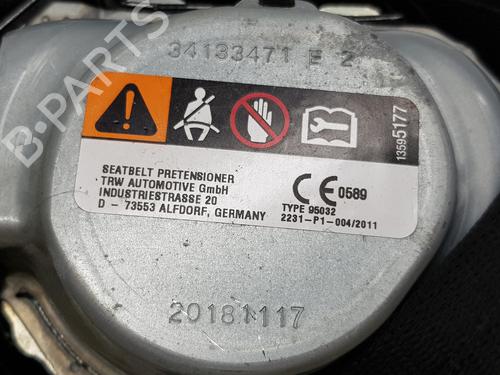 34133471 E 2
13595177
SEATBELT PRETENSIONER
TRW AUTOMOTIVE GmbH
INDUSTRIESTRASSE 20
D - 73553 ALFDORF, GERMANY
CE 0589
TYPE 95032
2231-P1-004/2011
20181117
B-PARTS